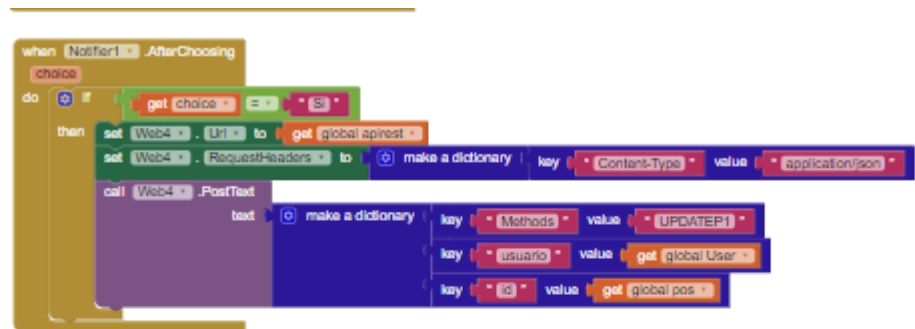 when Notifier1 .AfterChoosing
choice
do if get choice = " Si "
then set Web4 . Url to get global apirest
set Web4 . RequestHeaders to make a dictionary key " Content-Type " value " application/json "
call Web4 .PostText
text make a dictionary key " Methods " value " UPDATEP1 "
key " usuario " value get global User
key " id " value get global pos